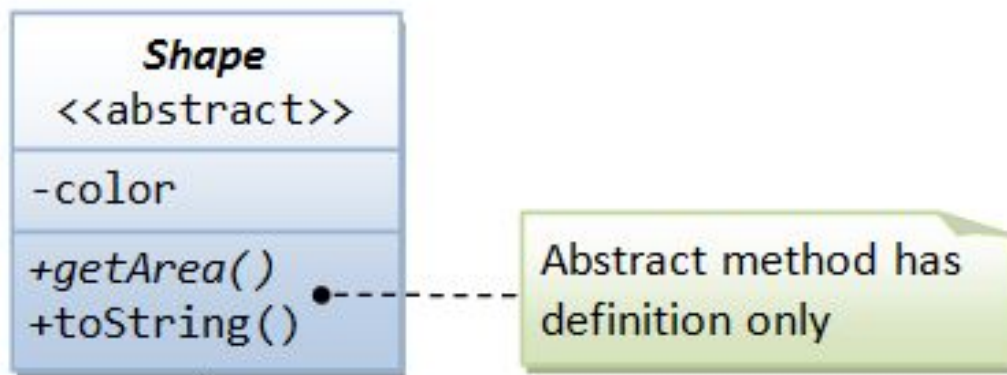 Shape
<<abstract>>
-color
+getArea()
+toString()
Abstract method has
definition only